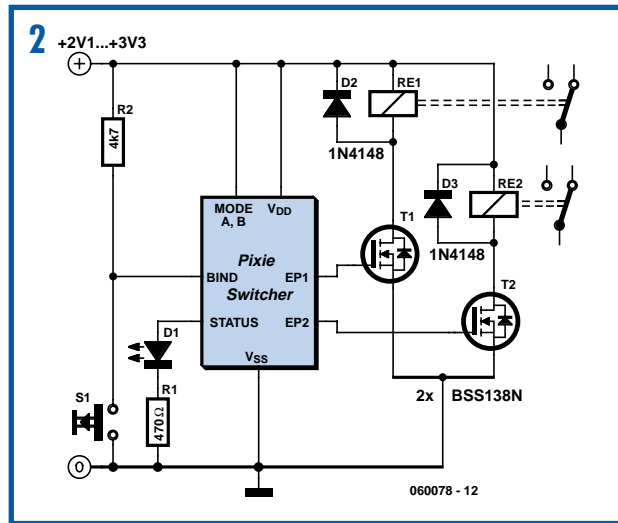 2
+2V1...+3V3
R2
4k7
D2
RE1
1N4148
D3
RE2
1N4148
T1
T2
MODE
A, B
VDD
Pixie
Switcher
BIND
EP1
STATUS
EP2
VSS
D1
R1
470Ω
S1
2x BSS138N
0
060078 - 12